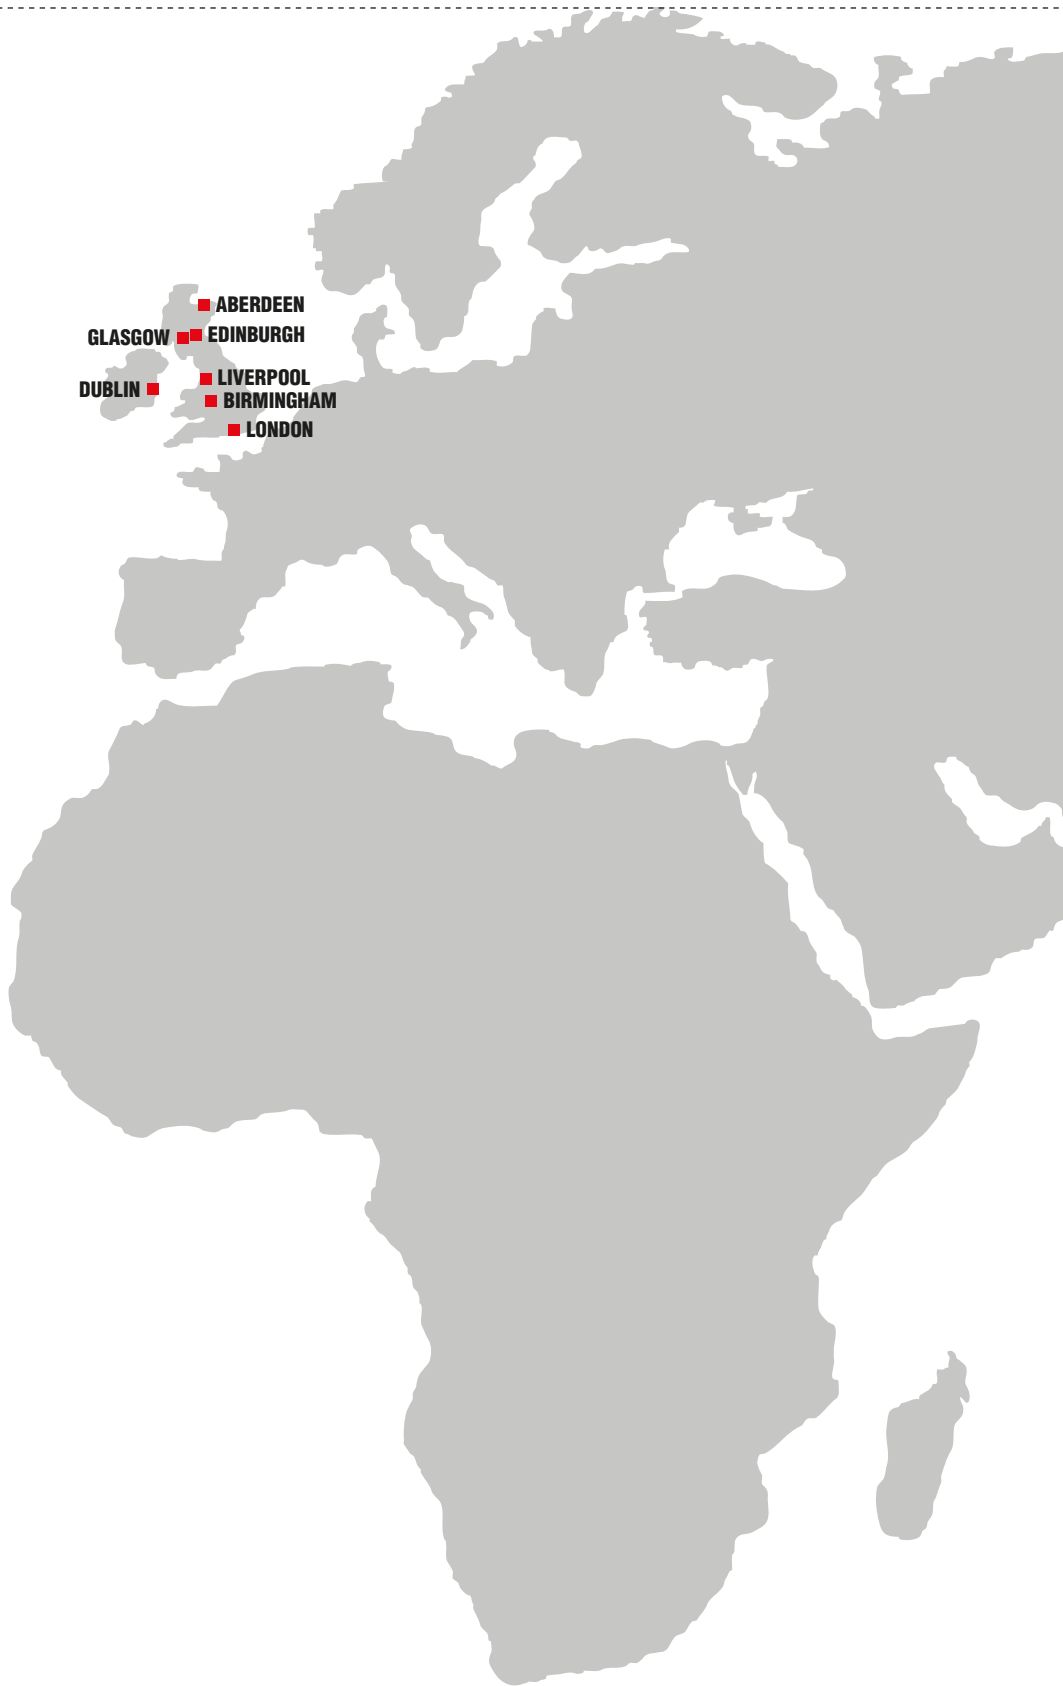 ABERDEEN
GLASGOW
EDINBURGH
LIVERPOOL
DUBLIN
BIRMINGHAM
LONDON